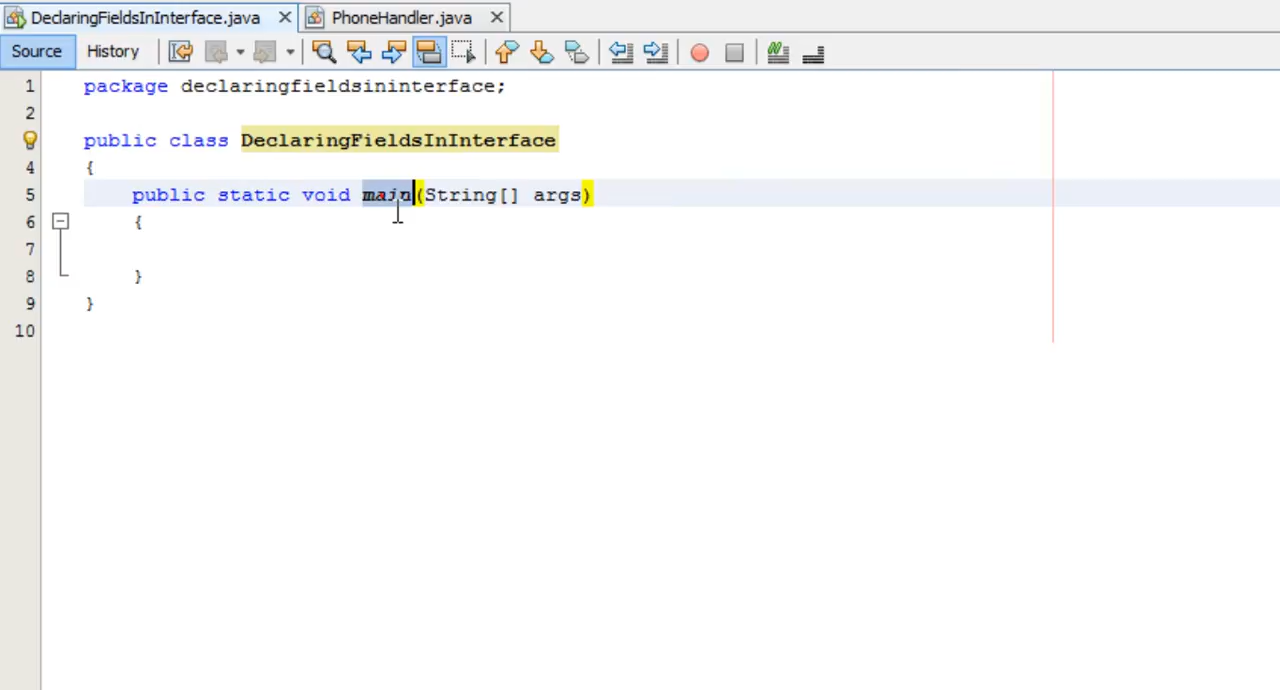 DeclaringFieldsInInterface.java PhoneHandler.java
Source History
1 package declaringfieldsininterface;
2
public class DeclaringFieldsInInterface
4 {
5 public static void main(String[] args)
6 {
7
8 }
9 }
10